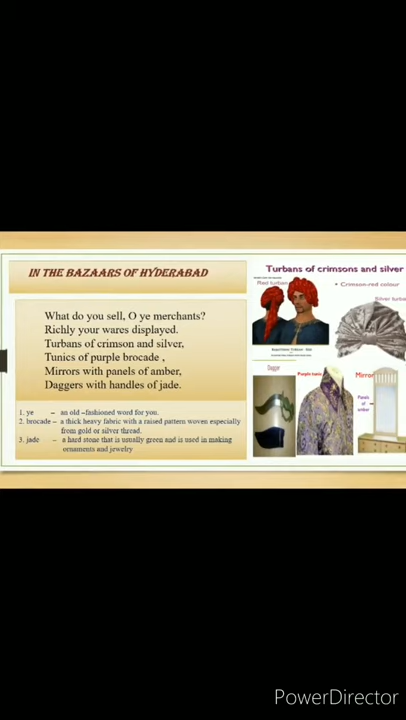 IN THE BAZAARS OF HYDERABAD
What do you sell, O ye merchants?
Richly your wares displayed.
Turbans of crimson and silver,
Tunics of purple brocade ,
Mirrors with panels of amber,
Daggers with handles of jade.
1. ye – an old –fashioned word for you.
2. brocade – a thick heavy fabric with a raised pattern woven especially
from gold or silver thread.
3. jade – a hard stone that is usually green and is used in making
ornaments and jewelry
Turbans of crimsons and silver
Red turban
• Crimson-red colour
Silver turba
Dagger
Purple tunic
Mirror
Panels
of
amber
PowerDirector